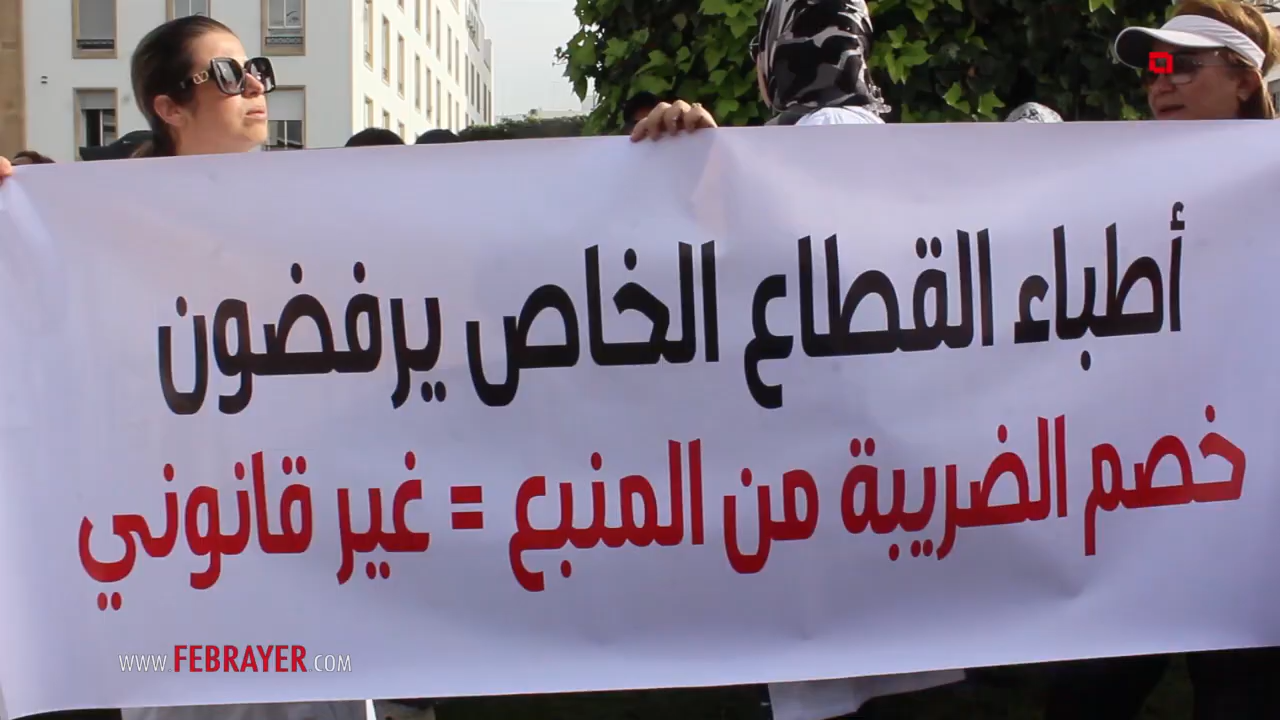 أطباء القطاع الخاص يرفضون
خصم الضريبة من المنبع = غير قانوني
WWW.FEBRAYER.COM